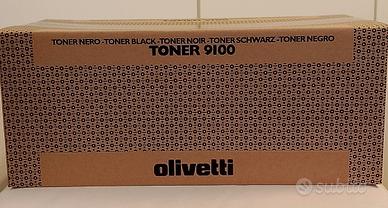 TONER NERO -TONER BLACK- TONER NOIR -TONER SCHWARZ -TONER NEGRO
TONER 9100
olivetti
subito